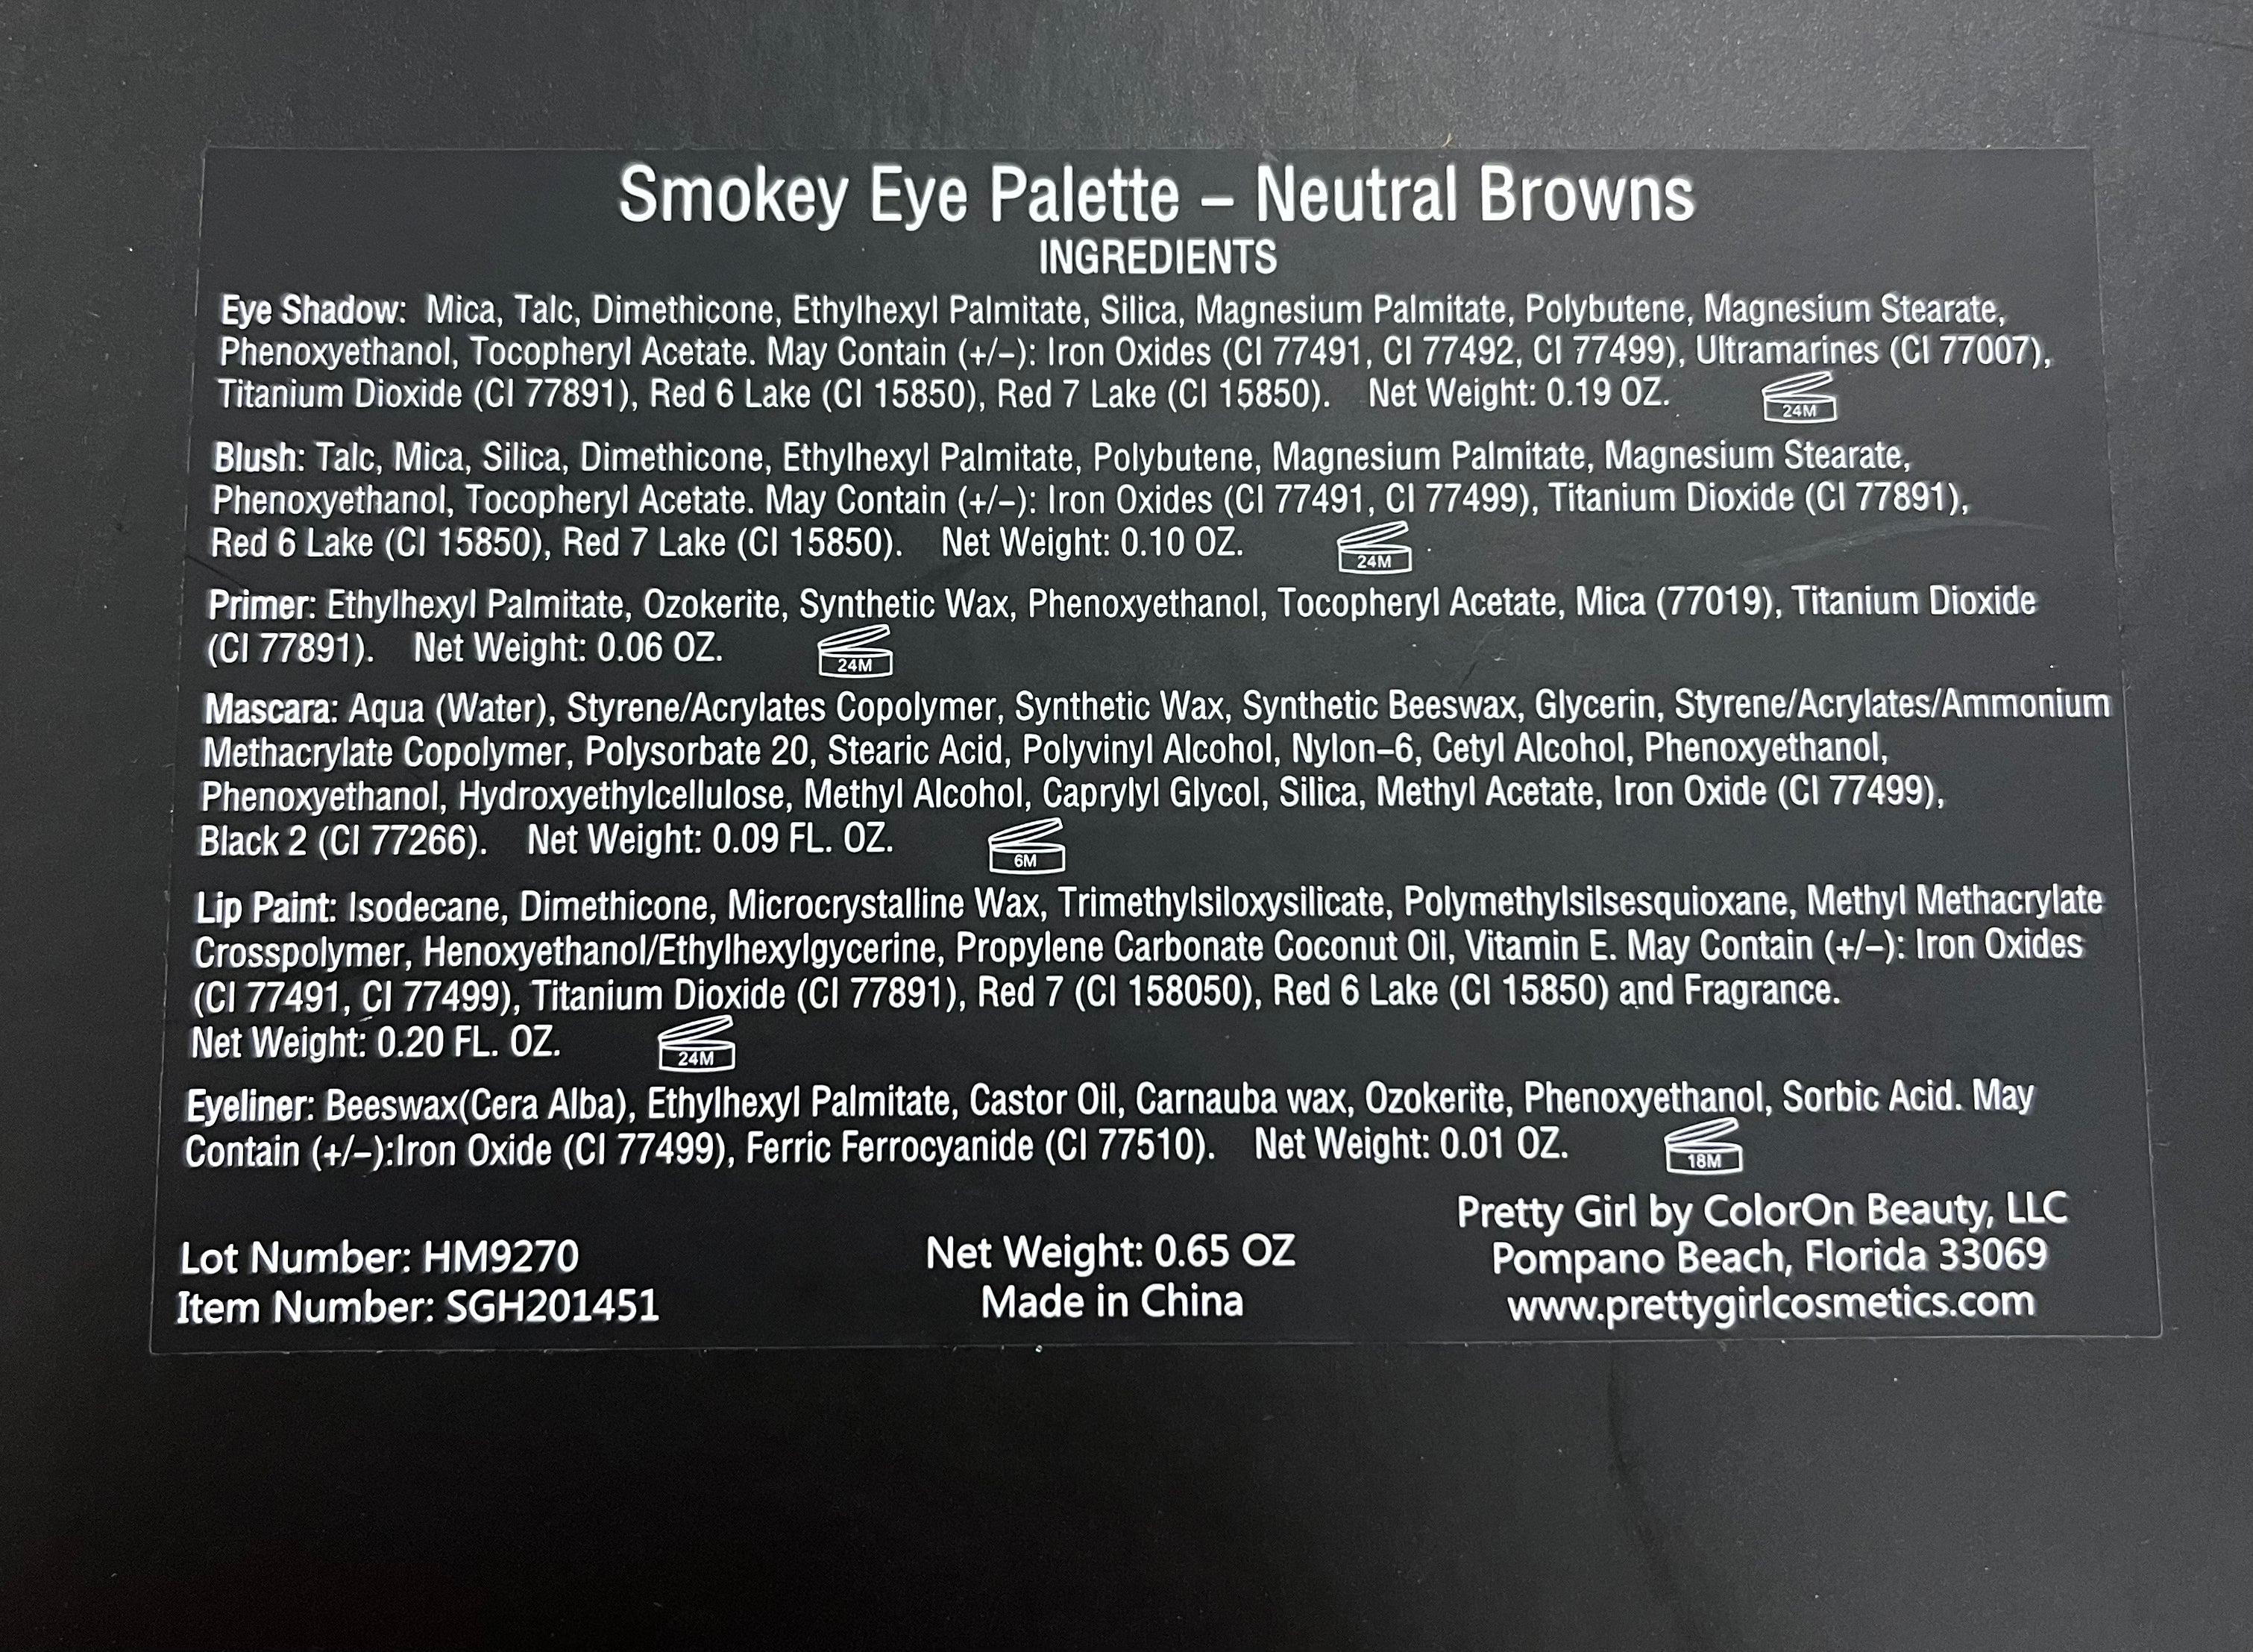 Smokey Eye Palette – Neutral Browns
INGREDIENTS
Eye Shadow: Mica, Talc, Dimethicone, Ethylhexyl Palmitate, Silica, Magnesium Palmitate, Polybutene, Magnesium Stearate,
Phenoxyethanol, Tocopheryl Acetate. May Contain (+/–): Iron Oxides (CI 77491, CI 77492, CI 77499), Ultramarines (CI 77007),
Titanium Dioxide (CI 77891), Red 6 Lake (CI 15850), Red 7 Lake (CI 15850). Net Weight: 0.19 OZ. 24M
Blush: Talc, Mica, Silica, Dimethicone, Ethylhexyl Palmitate, Polybutene, Magnesium Palmitate, Magnesium Stearate,
Phenoxyethanol, Tocopheryl Acetate. May Contain (+/–): Iron Oxides (CI 77491, CI 77499), Titanium Dioxide (CI 77891),
Red 6 Lake (CI 15850), Red 7 Lake (CI 15850). Net Weight: 0.10 OZ. 24M
Primer: Ethylhexyl Palmitate, Ozokerite, Synthetic Wax, Phenoxyethanol, Tocopheryl Acetate, Mica (77019), Titanium Dioxide
(CI 77891). Net Weight: 0.06 OZ. 24M
Mascara: Aqua (Water), Styrene/Acrylates Copolymer, Synthetic Wax, Synthetic Beeswax, Glycerin, Styrene/Acrylates/Ammonium
Methacrylate Copolymer, Polysorbate 20, Stearic Acid, Polyvinyl Alcohol, Nylon–6, Cetyl Alcohol, Phenoxyethanol,
Phenoxyethanol, Hydroxyethylcellulose, Methyl Alcohol, Caprylyl Glycol, Silica, Methyl Acetate, Iron Oxide (CI 77499),
Black 2 (CI 77266). Net Weight: 0.09 FL. OZ. 6M
Lip Paint: Isodecane, Dimethicone, Microcrystalline Wax, Trimethylsiloxysilicate, Polymethylsilsesquioxane, Methyl Methacrylate
Crosspolymer, Henoxyethanol/Ethylhexylgycerine, Propylene Carbonate Coconut Oil, Vitamin E. May Contain (+/–): Iron Oxides
(CI 77491, CI 77499), Titanium Dioxide (CI 77891), Red 7 (CI 158050), Red 6 Lake (CI 15850) and Fragrance.
Net Weight: 0.20 FL. OZ. 24M
Eyeliner: Beeswax(Cera Alba), Ethylhexyl Palmitate, Castor Oil, Carnauba wax, Ozokerite, Phenoxyethanol, Sorbic Acid. May
Contain (+/–):Iron Oxide (CI 77499), Ferric Ferrocyanide (CI 77510). Net Weight: 0.01 OZ. 18M
Lot Number: HM9270
Item Number: SGH201451
Net Weight: 0.65 OZ
Made in China
Pretty Girl by ColorOn Beauty, LLC
Pompano Beach, Florida 33069
www.prettygirlcosmetics.com